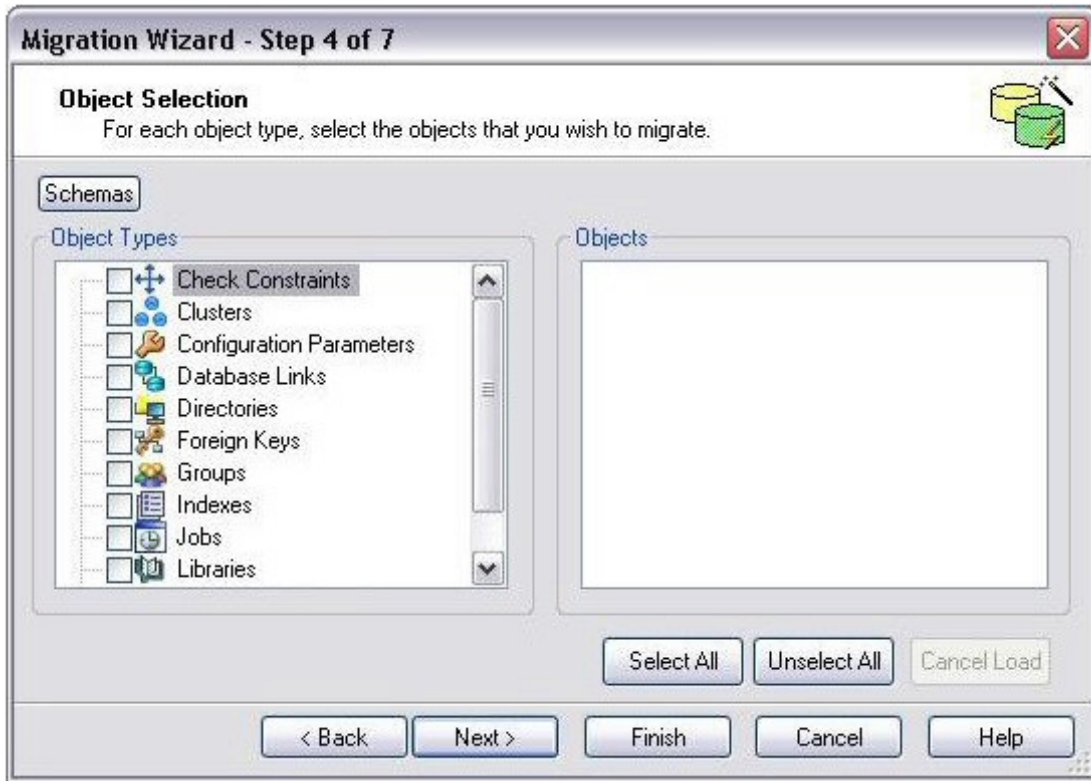 Migration Wizard - Step 4 of 7
Object Selection
For each object type, select the objects that you wish to migrate.
Schemas
Object Types
Check Constraints
Clusters
Configuration Parameters
Database Links
Directories
Foreign Keys
Groups
Indexes
Jobs
Libraries
Objects
Select All
Unselect All
Cancel Load
< Back
Next >
Finish
Cancel
Help